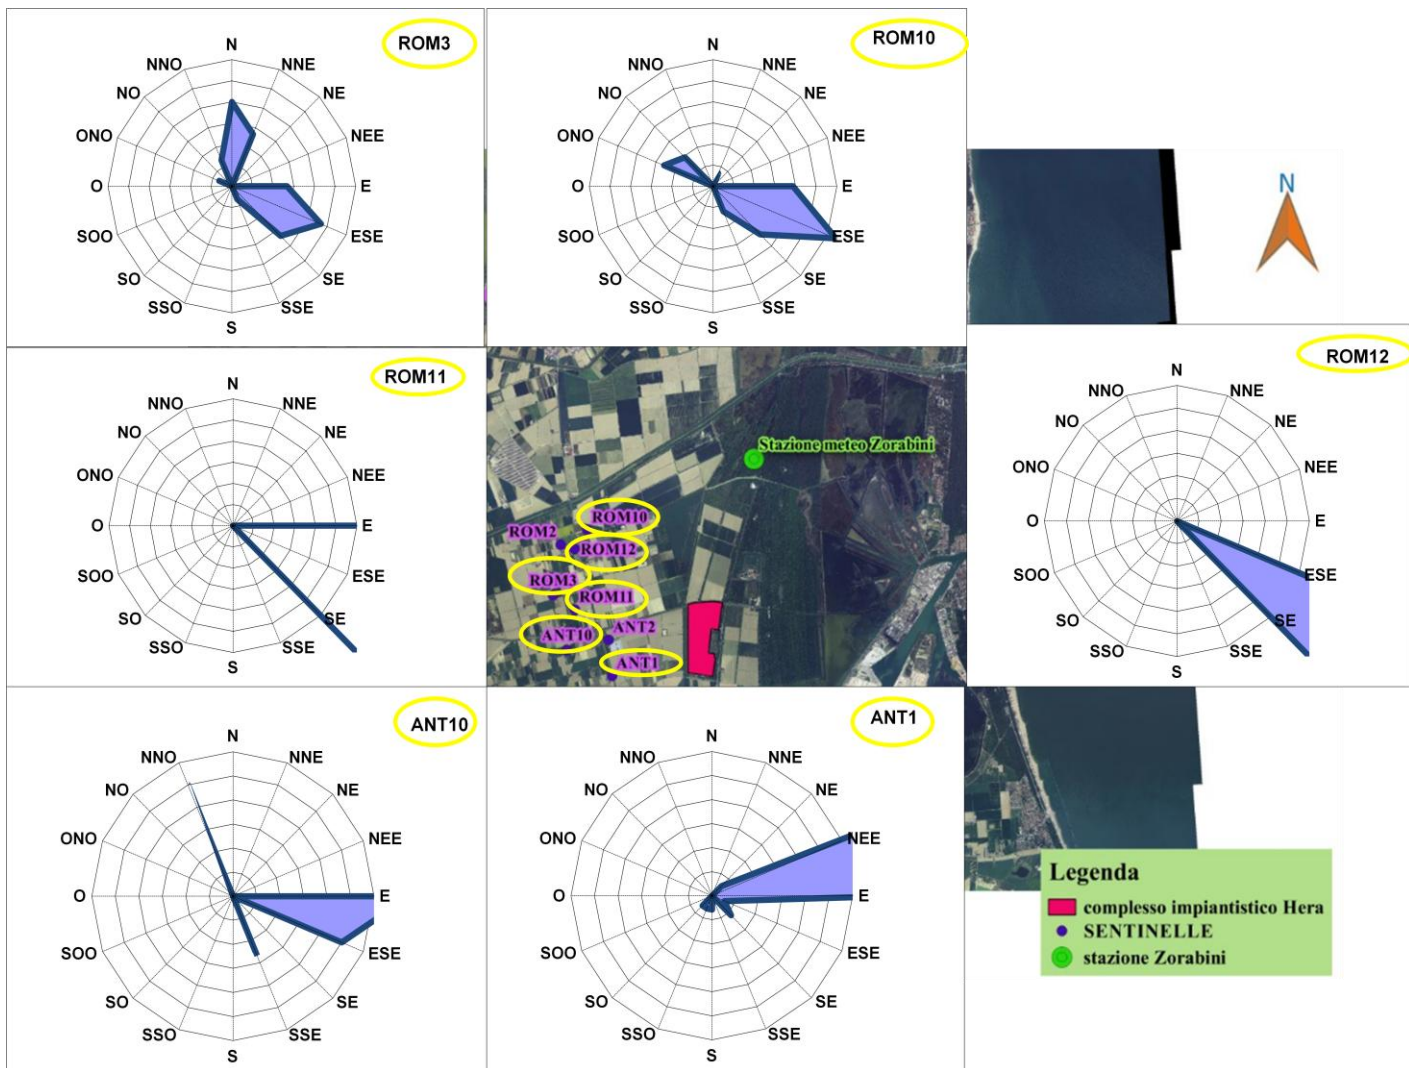 ROM3
N
NNO
NNE
NO
NE
ONO
NEE
O
E
SOO
ESE
SO
SE
SSO
SSE
S
ROM10
N
NNO
NNE
NO
NE
ONO
NEE
O
E
SOO
ESE
SO
SE
SSO
SSE
S
N
ROM11
N
NNO
NNE
NO
NE
ONO
NEE
O
E
SOO
ESE
SO
SE
SSO
SSE
S
Stazione meteo Zorabini
ROM10
ROM2
ROM12
ROM3
ROM11
ANT10
ANT2
ANT1
ROM12
N
NNO
NNE
NO
NE
ONO
NEE
O
E
SOO
ESE
SO
SE
SSO
SSE
S
ANT10
N
NNO
NNE
NO
NE
ONO
NEE
O
E
SOO
ESE
SO
SE
SSO
SSE
S
ANT1
N
NNO
NNE
NO
NE
ONO
NEE
O
E
SOO
ESE
SO
SE
SSO
SSE
S
Legenda
complesso impiantistico Hera
SENTINELLE
stazione Zorabini